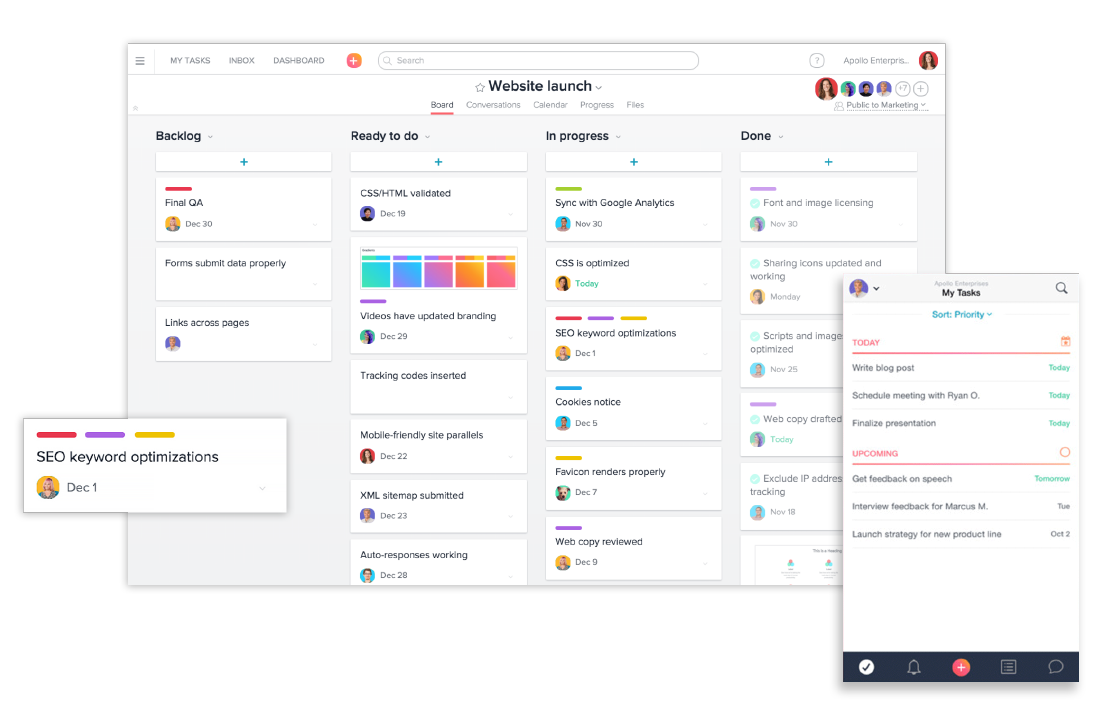 MY TASKS
INBOX
DASHBOARD
Search
?
Apollo Enterpris...
Website launch
+7
Public to Marketing
Board
Conversations
Calendar
Progress
Files
Backlog
Final QA
Dec 30
Forms submit data properly
Links across pages
Ready to do
CSS/HTML validated
Dec 19
Videos have updated branding
Dec 29
Tracking codes inserted
Mobile-friendly site parallels
Dec 22
XML sitemap submitted
Dec 23
Auto-responses working
Dec 28
In progress
Sync with Google Analytics
Nov 30
CSS is optimized
Today
SEO keyword optimizations
Dec 1
Cookies notice
Dec 5
Favicon renders properly
Dec 7
Web copy reviewed
Dec 9
Done
Font and image licensing
Nov 30
Sharing icons updated and
working
Monday
Scripts and image
optimized
Nov 25
Web copy drafted
Today
Exclude IP addres
tracking
Nov 18
This is a Heading
SEO keyword optimizations
Dec 1
Apollo Enterprises
My Tasks
Sort: Priority
TODAY
Write blog post
Today
Schedule meeting with Ryan O.
Today
Finalize presentation
Today
UPCOMING
Get feedback on speech
Tomorrow
Interview feedback for Marcus M.
Tue
Launch strategy for new product line
Oct 2